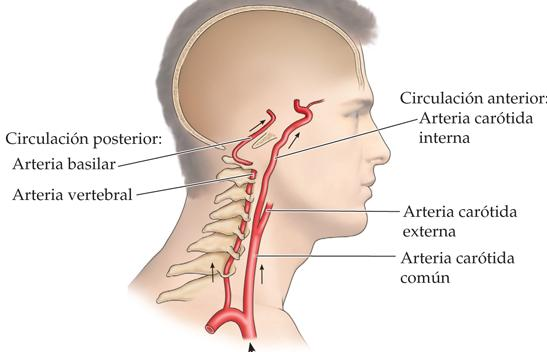 Circulación posterior:
Arteria basilar
Arteria vertebral
Circulación anterior:
Arteria carótida
interna
Arteria carótida
externa
Arteria carótida
común